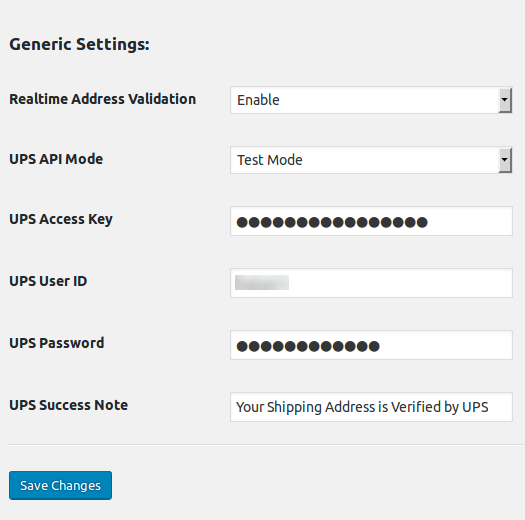 Generic Settings:
Realtime Address Validation Enable
UPS API Mode Test Mode
UPS Access Key ●●●●●●●●●●●●●●●●
UPS User ID
UPS Password ●●●●●●●●●●●●
UPS Success Note Your Shipping Address is Verified by UPS
Save Changes